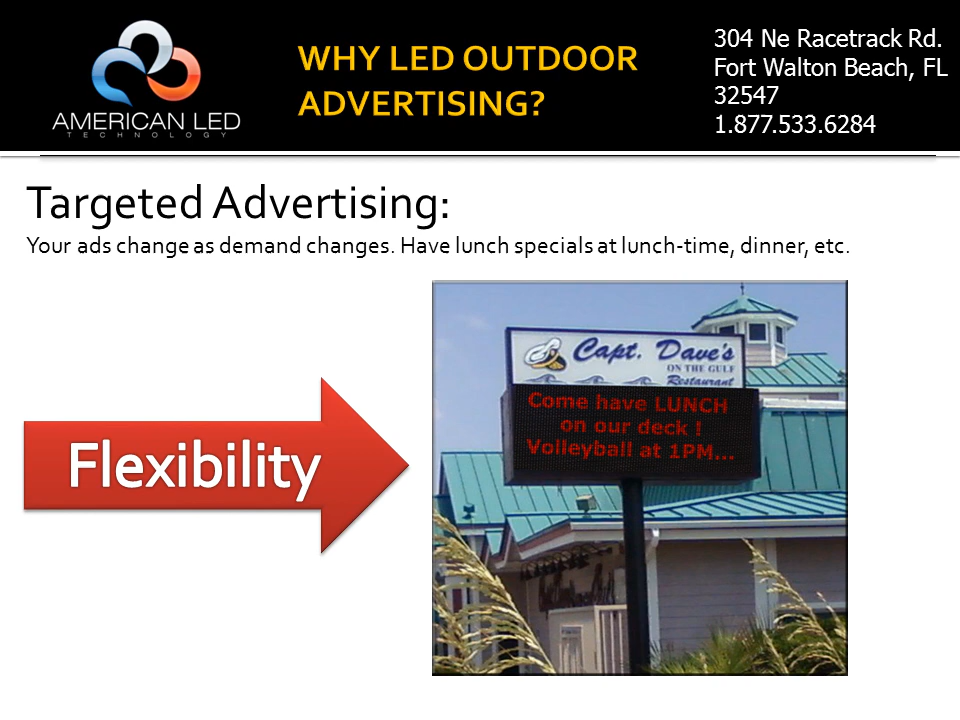 AMERICAN LED
TECHNOLOGY
WHY LED OUTDOOR
ADVERTISING?
304 Ne Racetrack Rd.
Fort Walton Beach, FL
32547
1.877.533.6284
Targeted Advertising:
Your ads change as demand changes. Have lunch specials at lunch-time, dinner, etc.
Flexibility
Capt. Dave's
ON THE GULF
Restaurant
Come have LUNCH
on our deck !
Volleyball at 1PM...